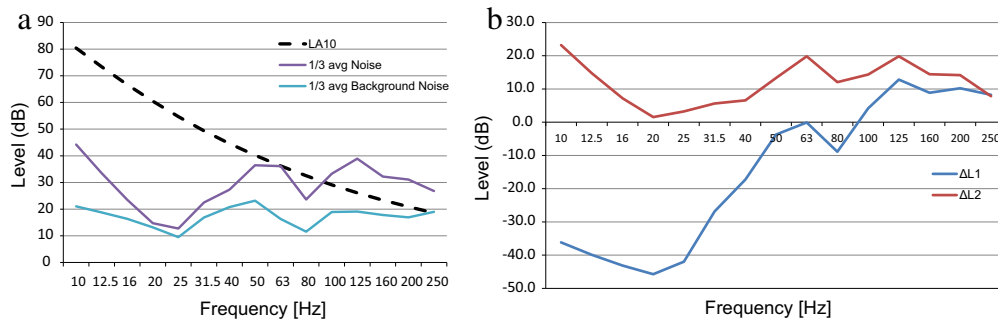 a
Level (dB)
90
80
70
60
50
40
30
20
10
0
LA10
1/3 avg Noise
1/3 avg Background Noise
10 12.5 16 20 25 31.5 40 50 63 80 100 125 160 200 250
Frequency [Hz]
b
Level (dB)
40.0
30.0
20.0
10.0
0.0
-10.0
-20.0
-30.0
-40.0
-50.0
10 12.5 16 20 25 31.5 40 50 63 80 100 125 160 200 250
ΔL1
ΔL2
Frequency [Hz]